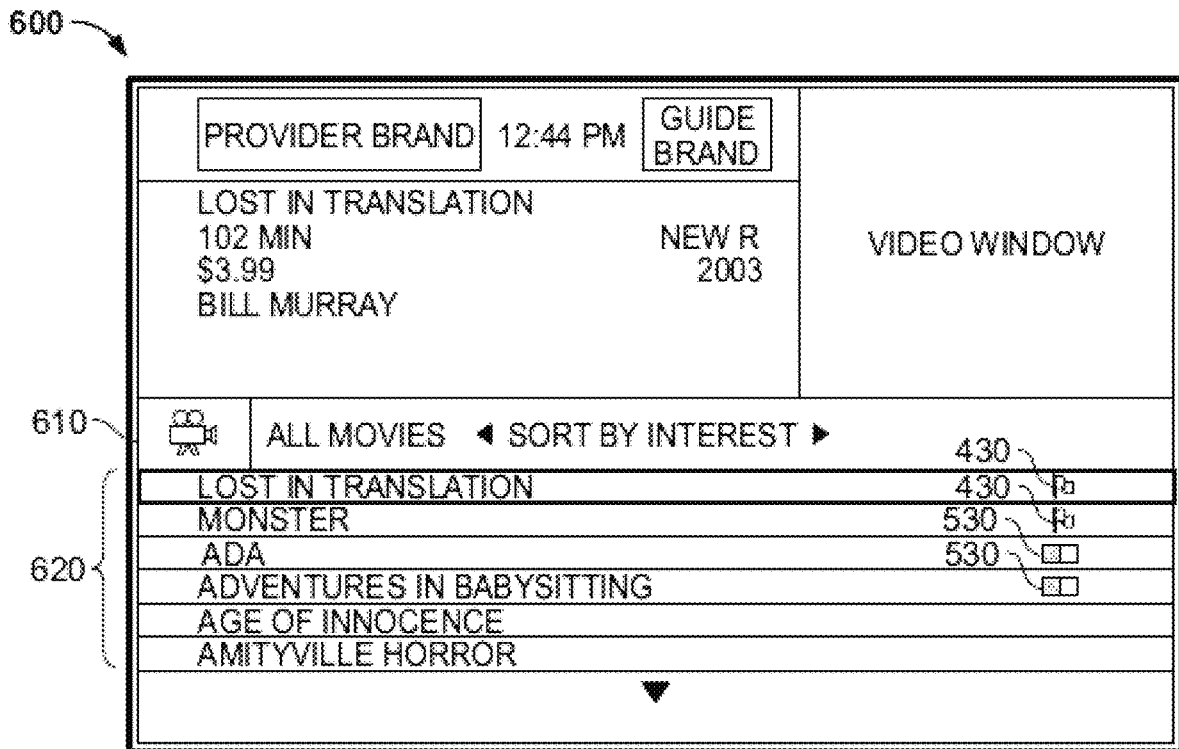 600
PROVIDER BRAND 12:44 PM GUIDE BRAND
LOST IN TRANSLATION
102 MIN NEW R
$3.99 2003
BILL MURRAY
VIDEO WINDOW
610
ALL MOVIES ◀ SORT BY INTEREST ▶
430
LOST IN TRANSLATION 430
MONSTER 530
ADA 530
ADVENTURES IN BABYSITTING
620
AGE OF INNOCENCE
AMITYVILLE HORROR